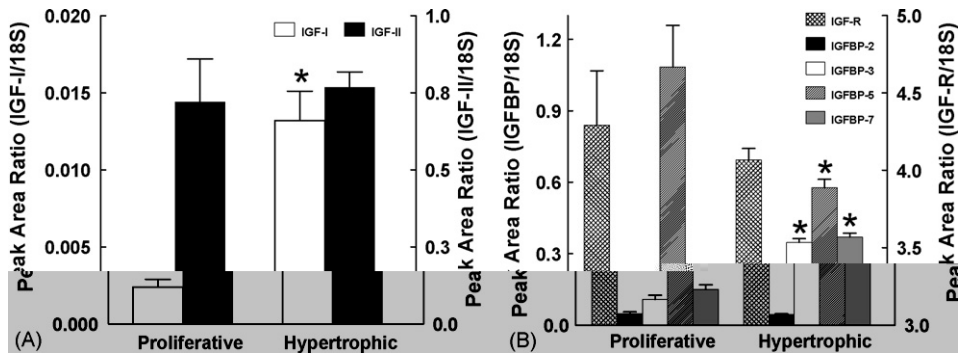 Peak Area Ratio (IGF-I/18S)
0.020
0.015
0.010
0.005
0.000
IGF-I
IGF-II
*
1.0
0.8
0.5
0.3
0.0
Peak Area Ratio (IGF-II/18S)
(A)
Proliferative
Hypertrophic
Peak Area Ratio (IGFBP/18S)
1.2
0.9
0.6
0.3
0.0
IGF-R
IGFBP-2
IGFBP-3
IGFBP-5
IGFBP-7
*
*
*
5.0
4.5
4.0
3.5
3.0
Peak Area Ratio (IGF-R/18S)
(B)
Proliferative
Hypertrophic